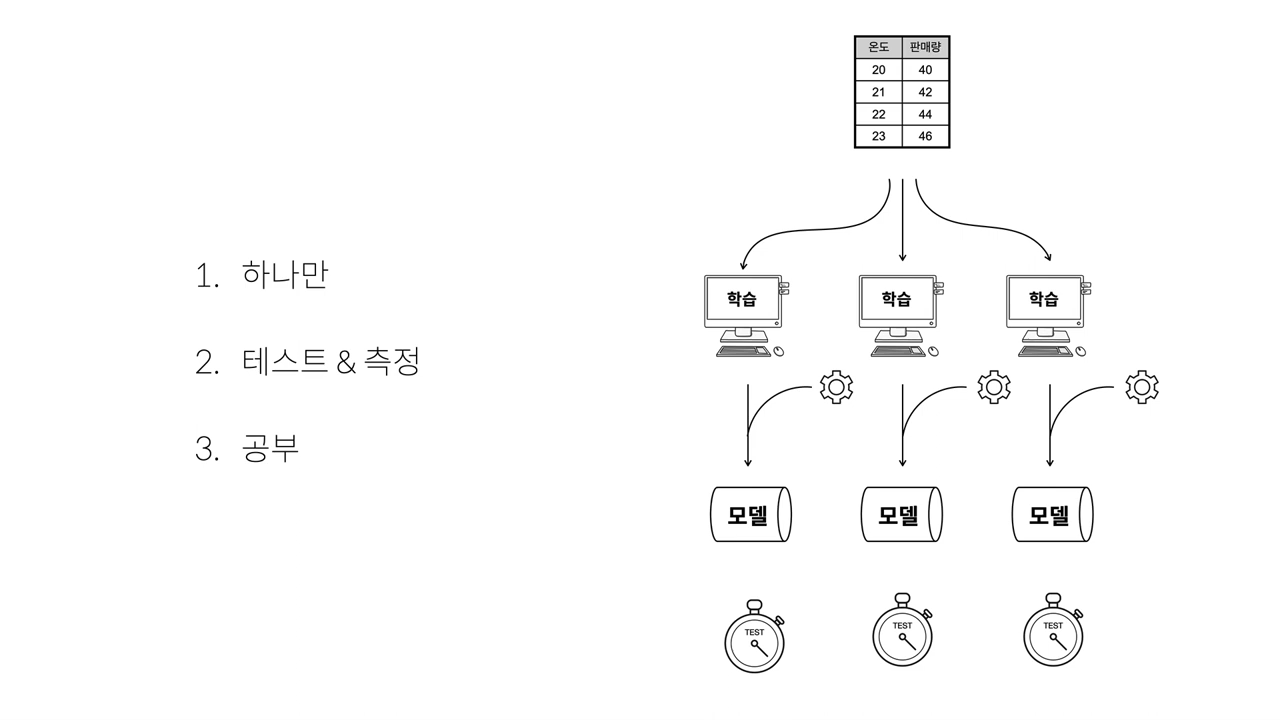 1. 하나만
2. 테스트 & 측정
3. 공부
온도 판매량
20 40
21 42
22 44
23 46
학습 학습 학습
모델 모델 모델
TEST TEST TEST